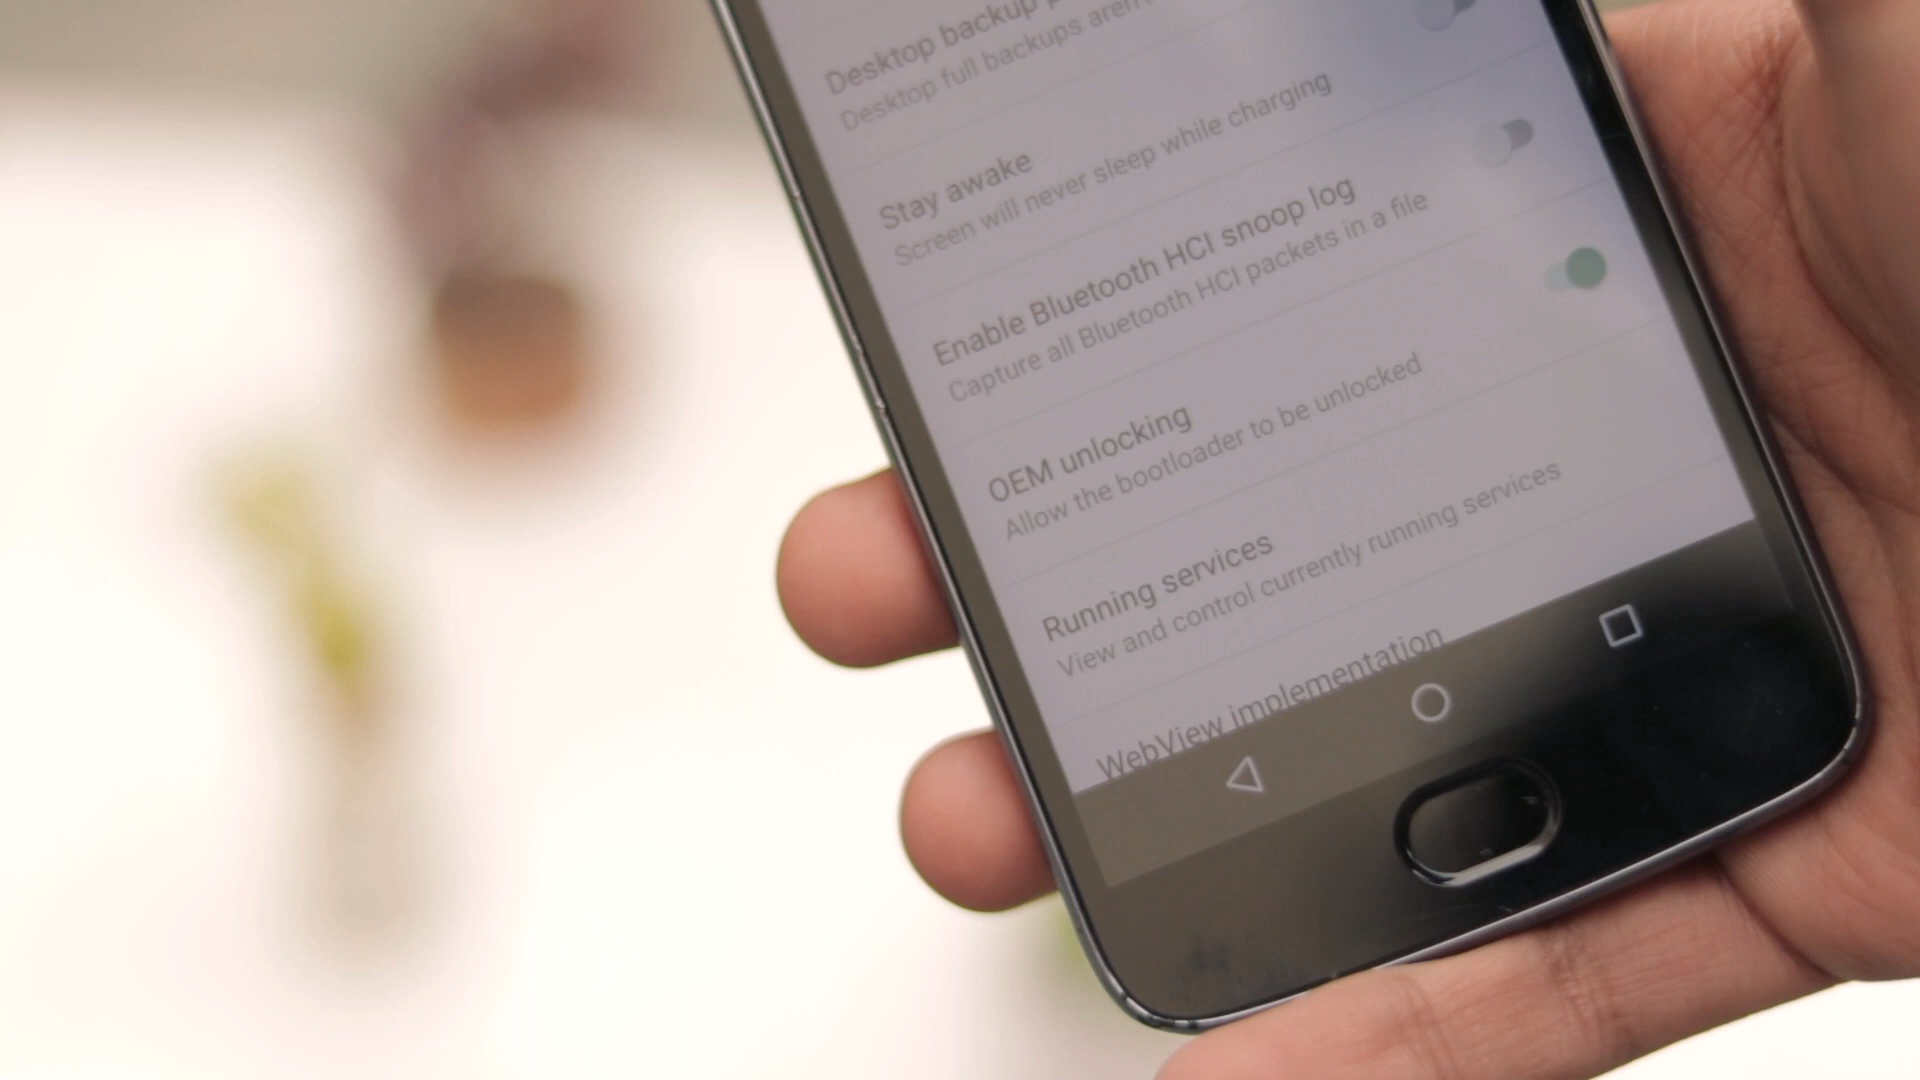 Desktop backup
Desktop full backups aren't
Stay awake
Screen will never sleep while charging
Enable Bluetooth HCI snoop log
Capture all Bluetooth HCI packets in a file
OEM unlocking
Allow the bootloader to be unlocked
Running services
View and control currently running services
WebView implementation